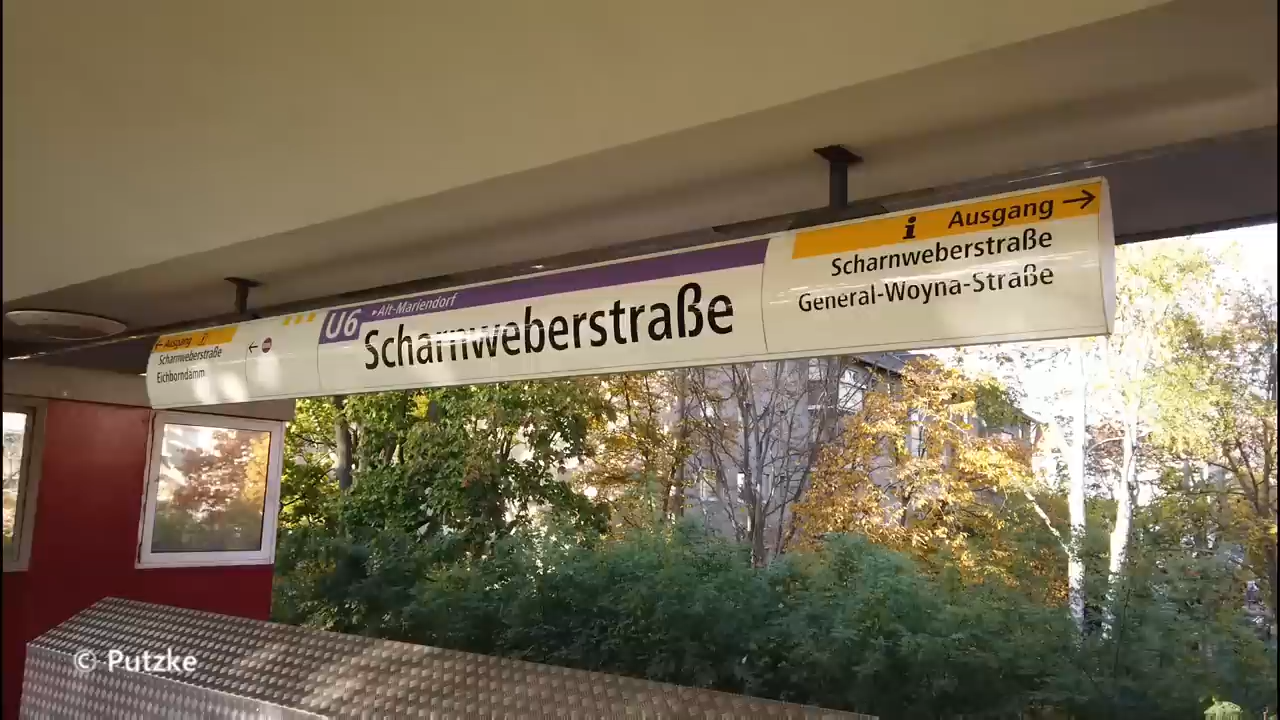 ← Ausgang i
Scharnweberstraße
Eichborndamm
←
U6 ▸Alt-Mariendorf
Scharnweberstraße
i Ausgang →
Scharnweberstraße
General-Woyna-Straße
© Putzke